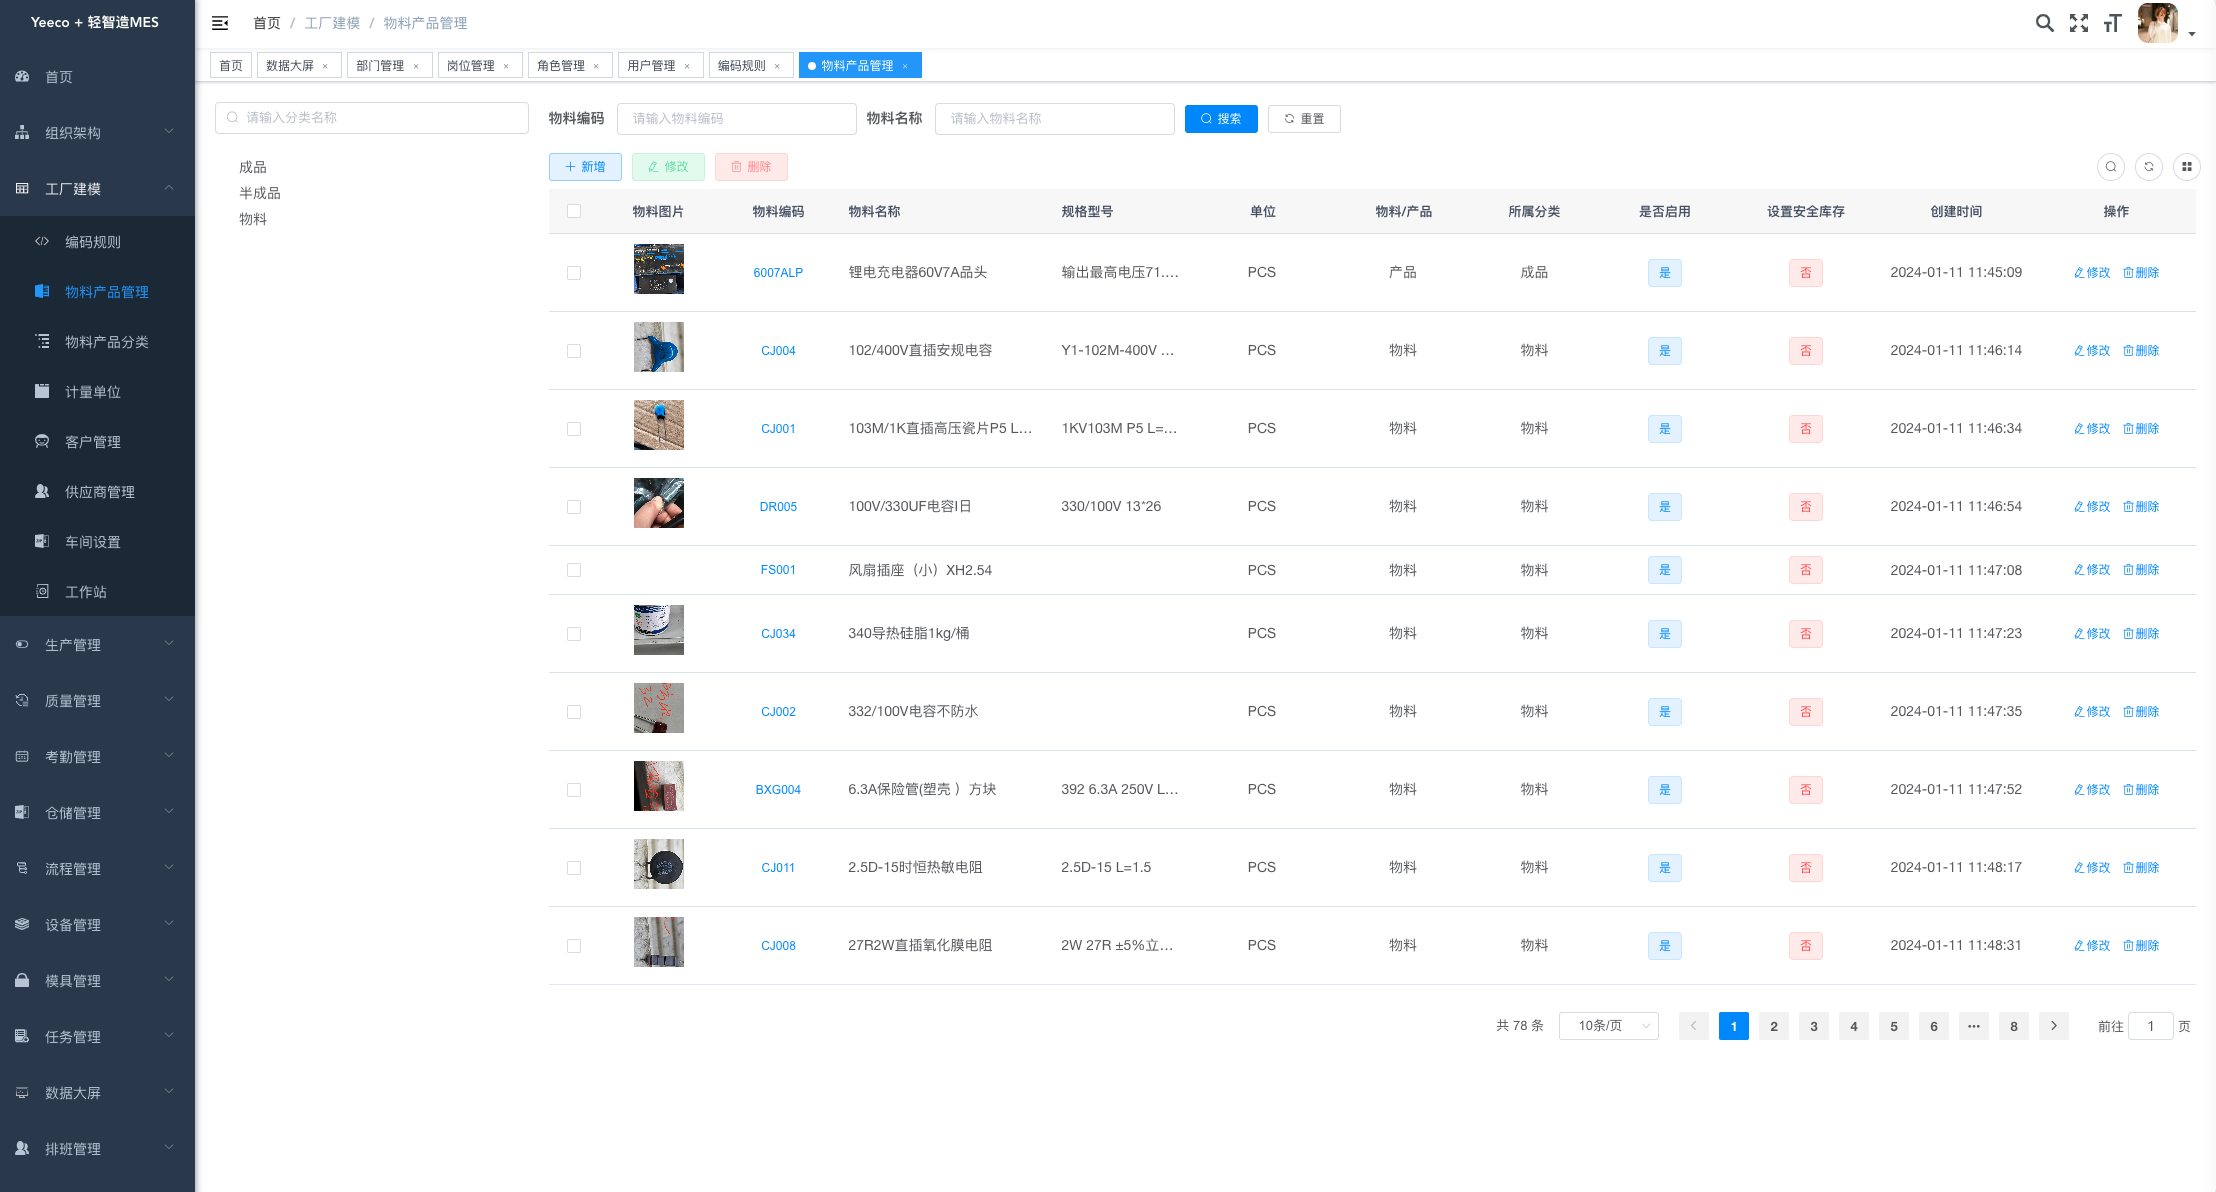 Yeeco + 轻智造MES
首页
组织架构
工厂建模
编码规则
物料产品管理
物料产品分类
计量单位
客户管理
供应商管理
车间设置
工作站
生产管理
质量管理
考勤管理
仓储管理
流程管理
设备管理
模具管理
任务管理
数据大屏
排班管理
首页 / 工厂建模 / 物料产品管理
首页 数据大屏 × 部门管理 × 岗位管理 × 角色管理 × 用户管理 × 编码规则 × 物料产品管理 ×
请输入分类名称
成品
半成品
物料
物料编码 请输入物料编码 物料名称 请输入物料名称 搜索 重置
新增 修改 删除
物料图片 物料编码 物料名称 规格型号 单位 物料/产品 所属分类 是否启用 设置安全库存 创建时间 操作
6007ALP 锂电充电器60V7A品头 输出最高电压71.... PCS 产品 成品 是 否 2024-01-11 11:45:09 修改 删除
CJ004 102/400V直插安规电容 Y1-102M-400V ... PCS 物料 物料 是 否 2024-01-11 11:46:14 修改 删除
CJ001 103M/1K直插高压瓷片P5 L... 1KV103M P5 L=... PCS 物料 物料 是 否 2024-01-11 11:46:34 修改 删除
DR005 100V/330UF电容I日 330/100V 13*26 PCS 物料 物料 是 否 2024-01-11 11:46:54 修改 删除
FS001 风扇插座（小）XH2.54 PCS 物料 物料 是 否 2024-01-11 11:47:08 修改 删除
CJ034 340导热硅脂1kg/桶 PCS 物料 物料 是 否 2024-01-11 11:47:23 修改 删除
CJ002 332/100V电容不防水 PCS 物料 物料 是 否 2024-01-11 11:47:35 修改 删除
BXG004 6.3A保险管(塑壳 ）方块 392 6.3A 250V L... PCS 物料 物料 是 否 2024-01-11 11:47:52 修改 删除
CJ011 2.5D-15时恒热敏电阻 2.5D-15 L=1.5 PCS 物料 物料 是 否 2024-01-11 11:48:17 修改 删除
CJ008 27R2W直插氧化膜电阻 2W 27R ±5%立... PCS 物料 物料 是 否 2024-01-11 11:48:31 修改 删除
共 78 条 10条/页 1 2 3 4 5 6 ... 8 前往 1 页